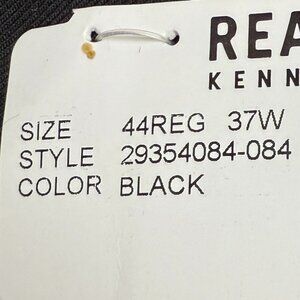 REA
KENN
SIZE 44REG 37W
STYLE 29354084-084
COLOR BLACK